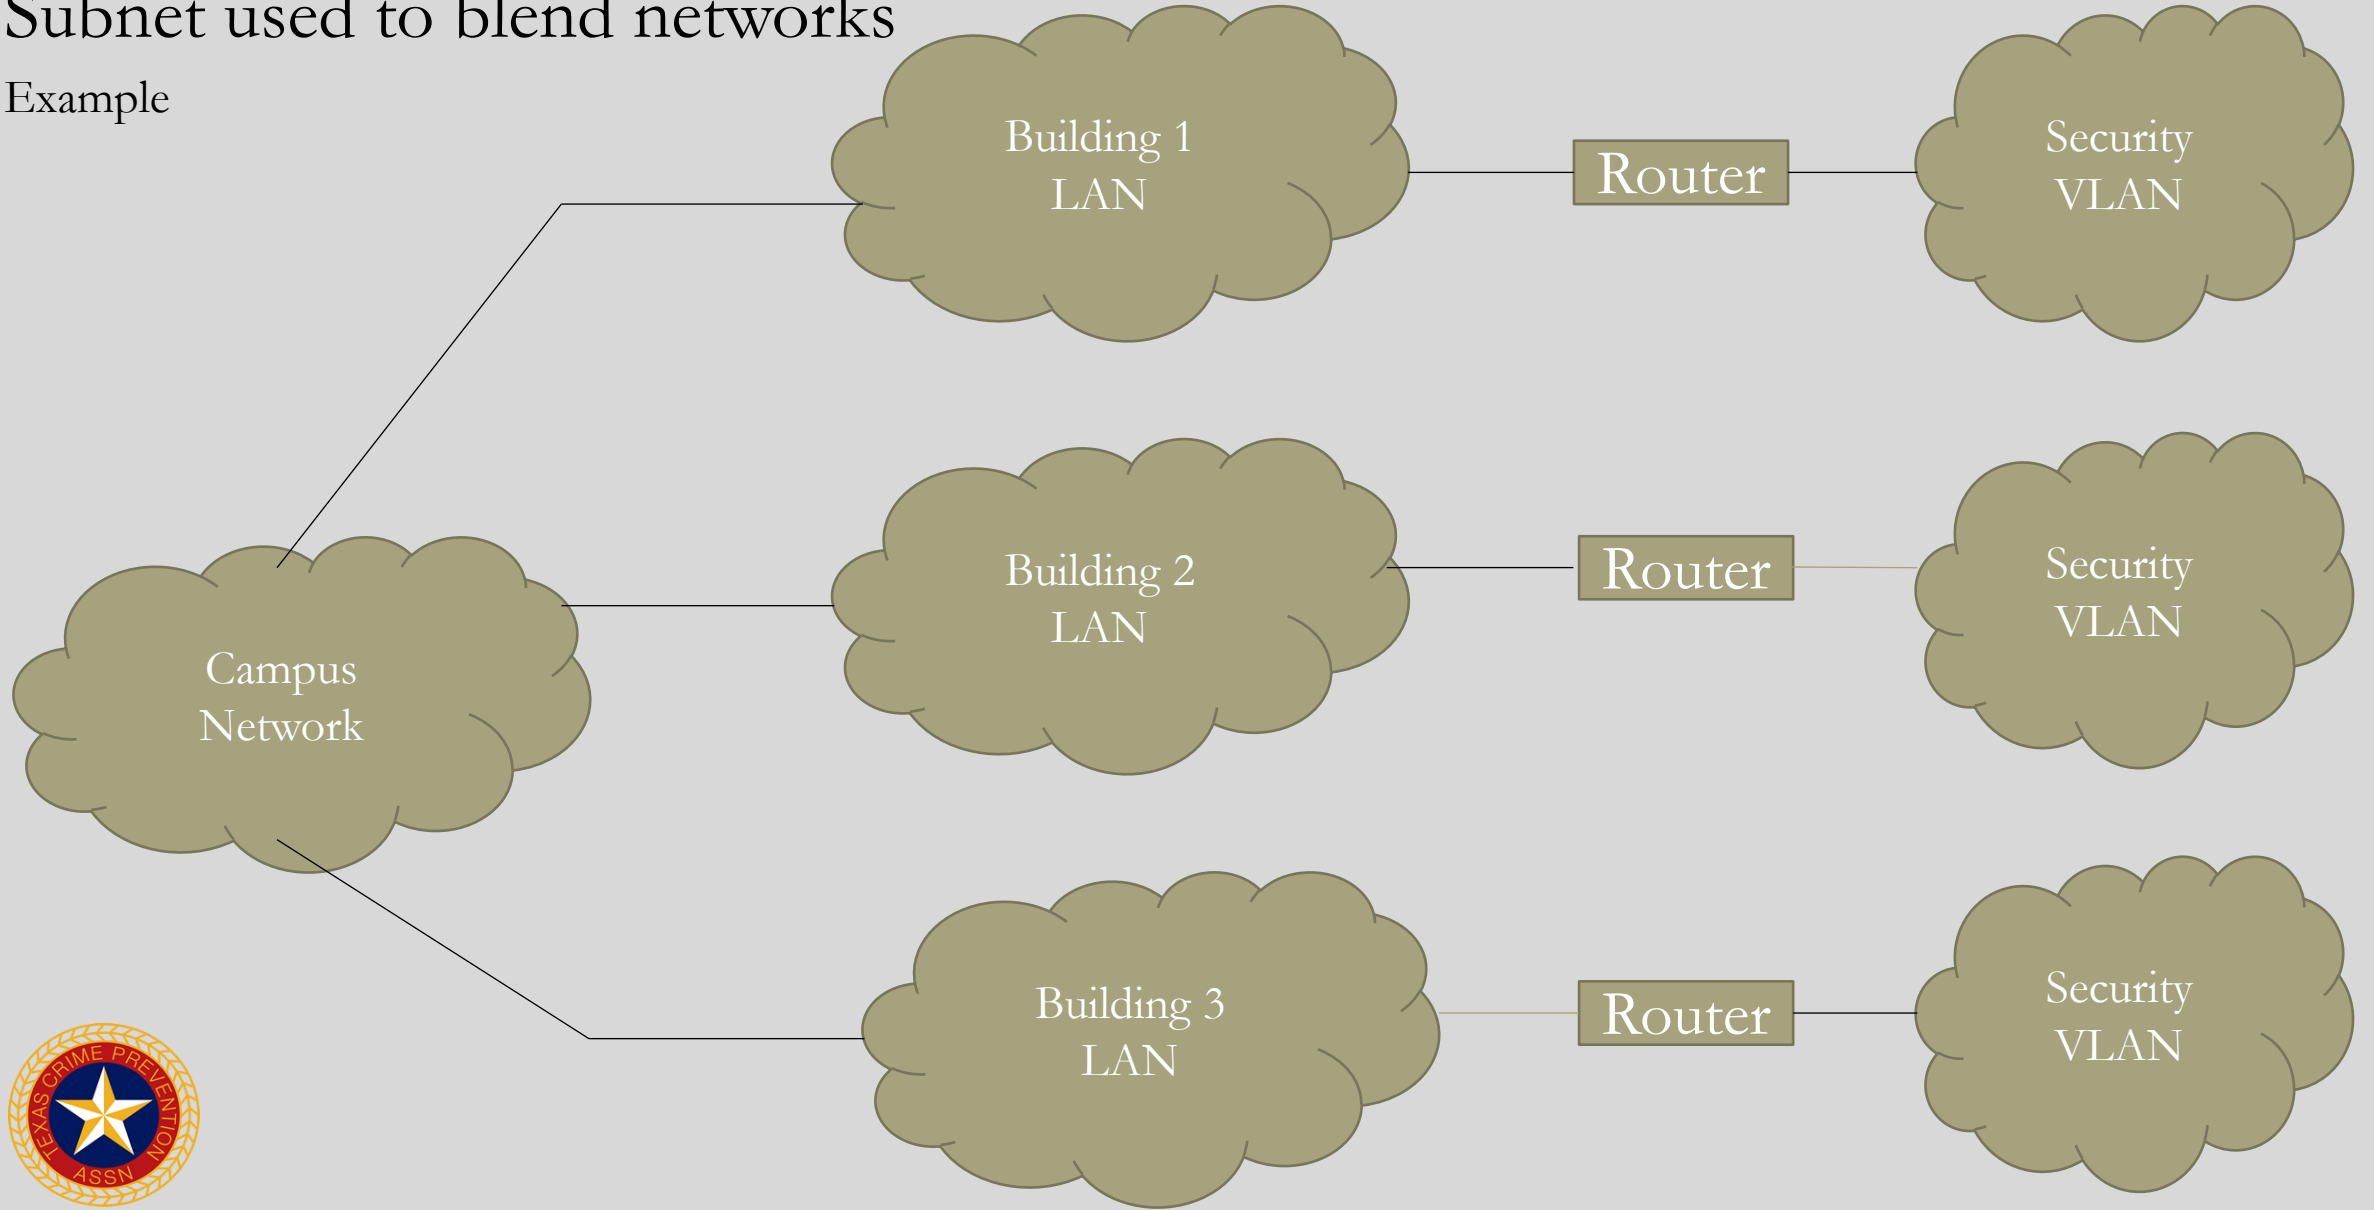 Subnet used to blend networks
Example
Building 1
LAN
Router
Security
VLAN
Building 2
LAN
Router
Security
VLAN
Campus
Network
Building 3
LAN
Router
Security
VLAN
TEXAS CRIME PREVENTION
ASSN